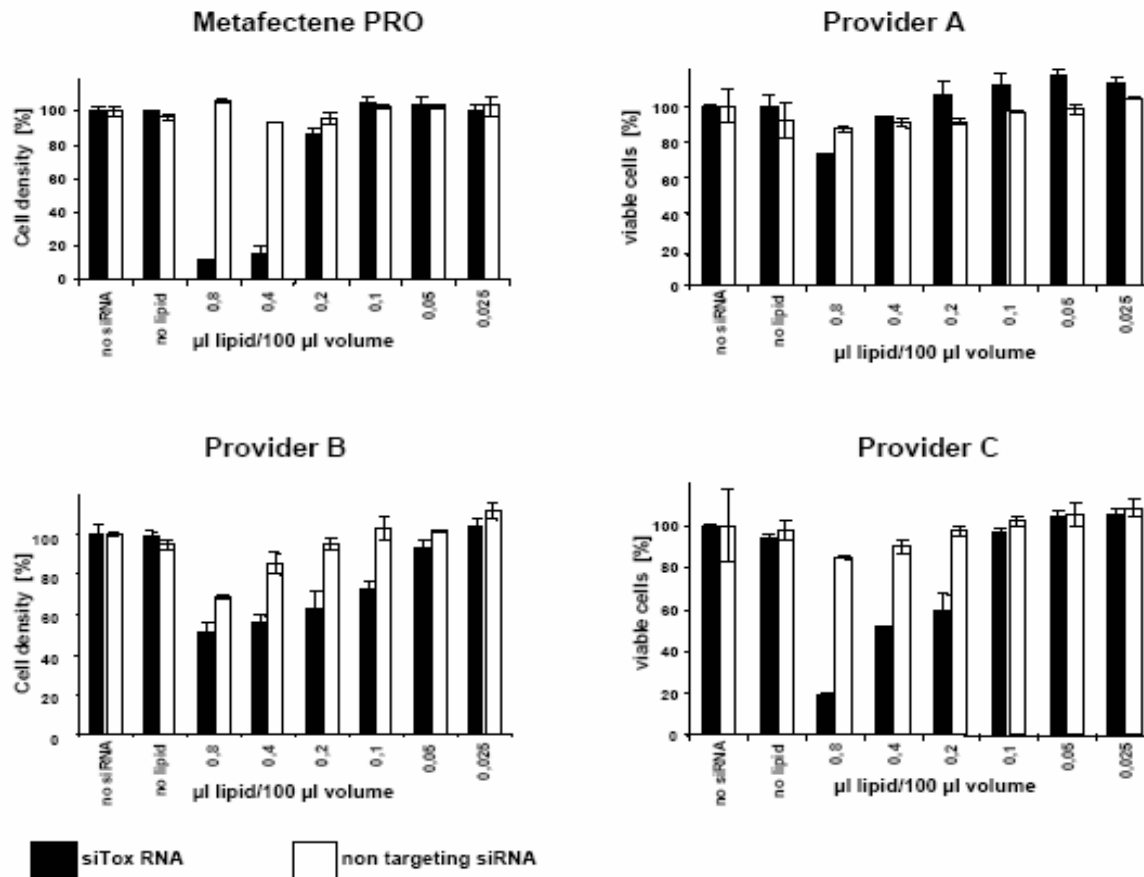 Metafectene PRO
Cell density [%]
100
80
60
40
20
0
no siRNA
no lipid
0,8
0,4
0,2
0,1
0,05
0,025
µl lipid/100 µl volume
Provider A
viable cells [%]
100
80
60
40
20
0
no siRNA
no lipid
0,8
0,4
0,2
0,1
0,05
0,025
µl lipid/100 µl volume
Provider B
Cell density [%]
100
80
60
40
20
0
no siRNA
no lipid
0,8
0,4
0,2
0,1
0,05
0,025
µl lipid/100 µl volume
Provider C
viable cells [%]
100
80
60
40
20
0
no siRNA
no lipid
0,8
0,4
0,2
0,1
0,05
0,025
µl lipid/100 µl volume
siTox RNA
non targeting siRNA